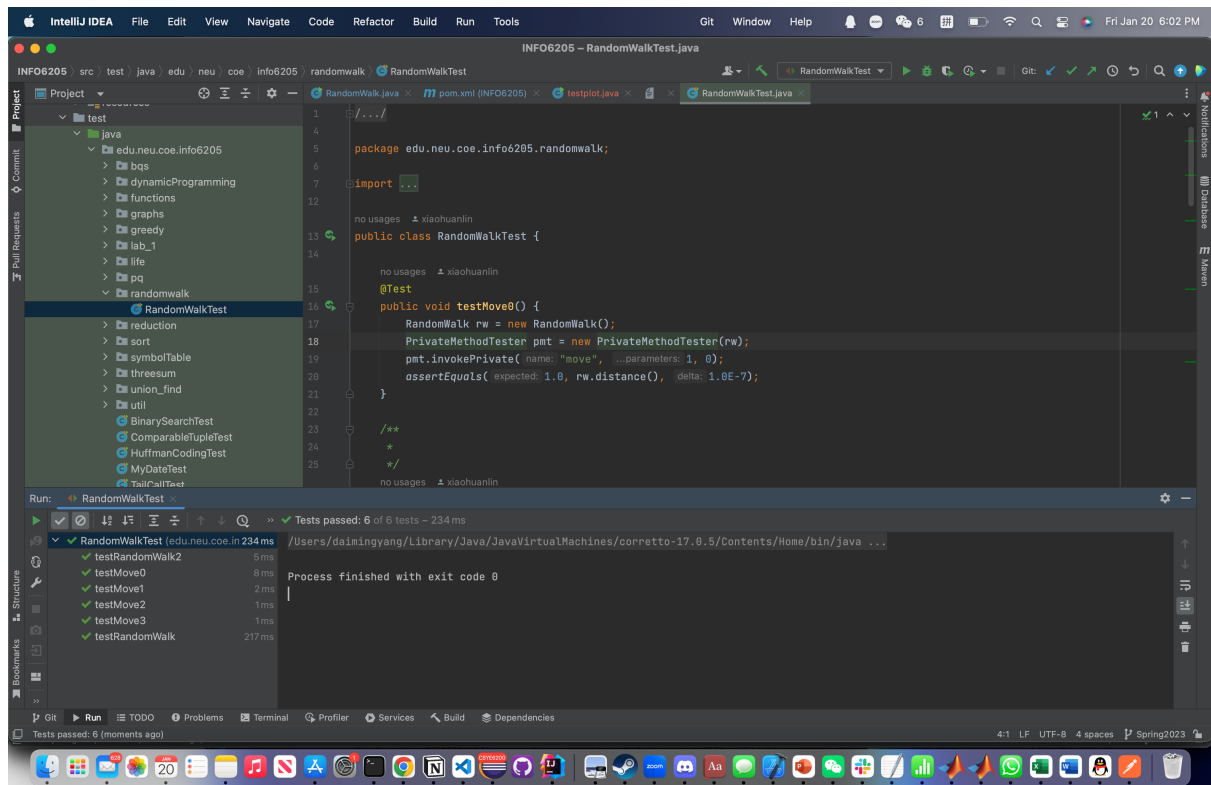 IntelliJ IDEA File Edit View Navigate Code Refactor Build Run Tools Git Window Help 6 拼 Fri Jan 20 6:02 PM
INFO6205 – RandomWalkTest.java
INFO6205 src test java edu neu coe info6205 randomwalk RandomWalkTest RandomWalkTest Git:
Project RandomWalk.java pom.xml (INFO6205) testplot.java RandomWalkTest.java
test
java
edu.neu.coe.info6205
bqs
dynamicProgramming
functions
graphs
greedy
lab_1
life
pq
randomwalk
RandomWalkTest
reduction
sort
symbolTable
threesum
union_find
util
BinarySearchTest
ComparableTupleTest
HuffmanCodingTest
MyDateTest
TailCallTest
1 /.../ 1
4
5 package edu.neu.coe.info6205.randomwalk;
6
7 import ...
12
no usages xiaohuanlin
13 public class RandomWalkTest {
14
no usages xiaohuanlin
15 @Test
16 public void testMove0() {
17 RandomWalk rw = new RandomWalk();
18 PrivateMethodTester pmt = new PrivateMethodTester(rw);
19 pmt.invokePrivate( name: "move", ...parameters: 1, 0);
20 assertEquals( expected: 1.0, rw.distance(), delta: 1.0E-7);
21 }
22
23 /**
24 *
25 */
no usages xiaohuanlin
Project
Commit
Pull Requests
Structure
Bookmarks
Notifications
Database
Maven
Run: RandomWalkTest
Tests passed: 6 of 6 tests – 234 ms
RandomWalkTest (edu.neu.coe.in 234 ms
testRandomWalk2 5 ms
testMove0 8 ms
testMove1 2 ms
testMove2 1 ms
testMove3 1 ms
testRandomWalk 217 ms
/Users/daimingyang/Library/Java/JavaVirtualMachines/corretto-17.0.5/Contents/Home/bin/java ...
Process finished with exit code 0
Git Run TODO Problems Terminal Profiler Services Build Dependencies
Tests passed: 6 (moments ago) 4:1 LF UTF-8 4 spaces Spring2023
JAN 20 zoom Aa